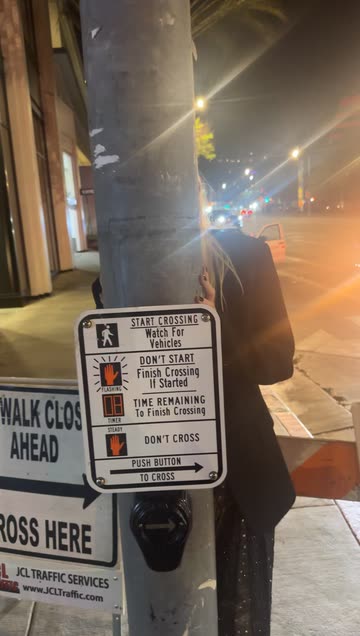 START CROSSING
Watch For
Vehicles
DON'T START
Finish Crossing
If Started
FLASHING
TIME REMAINING
To Finish Crossing
TIMER
STEADY
DON'T CROSS
PUSH BUTTON
TO CROSS
WALK CLOS
AHEAD
ROSS HERE
JCL TRAFFIC SERVICES
www.JCLTraffic.com